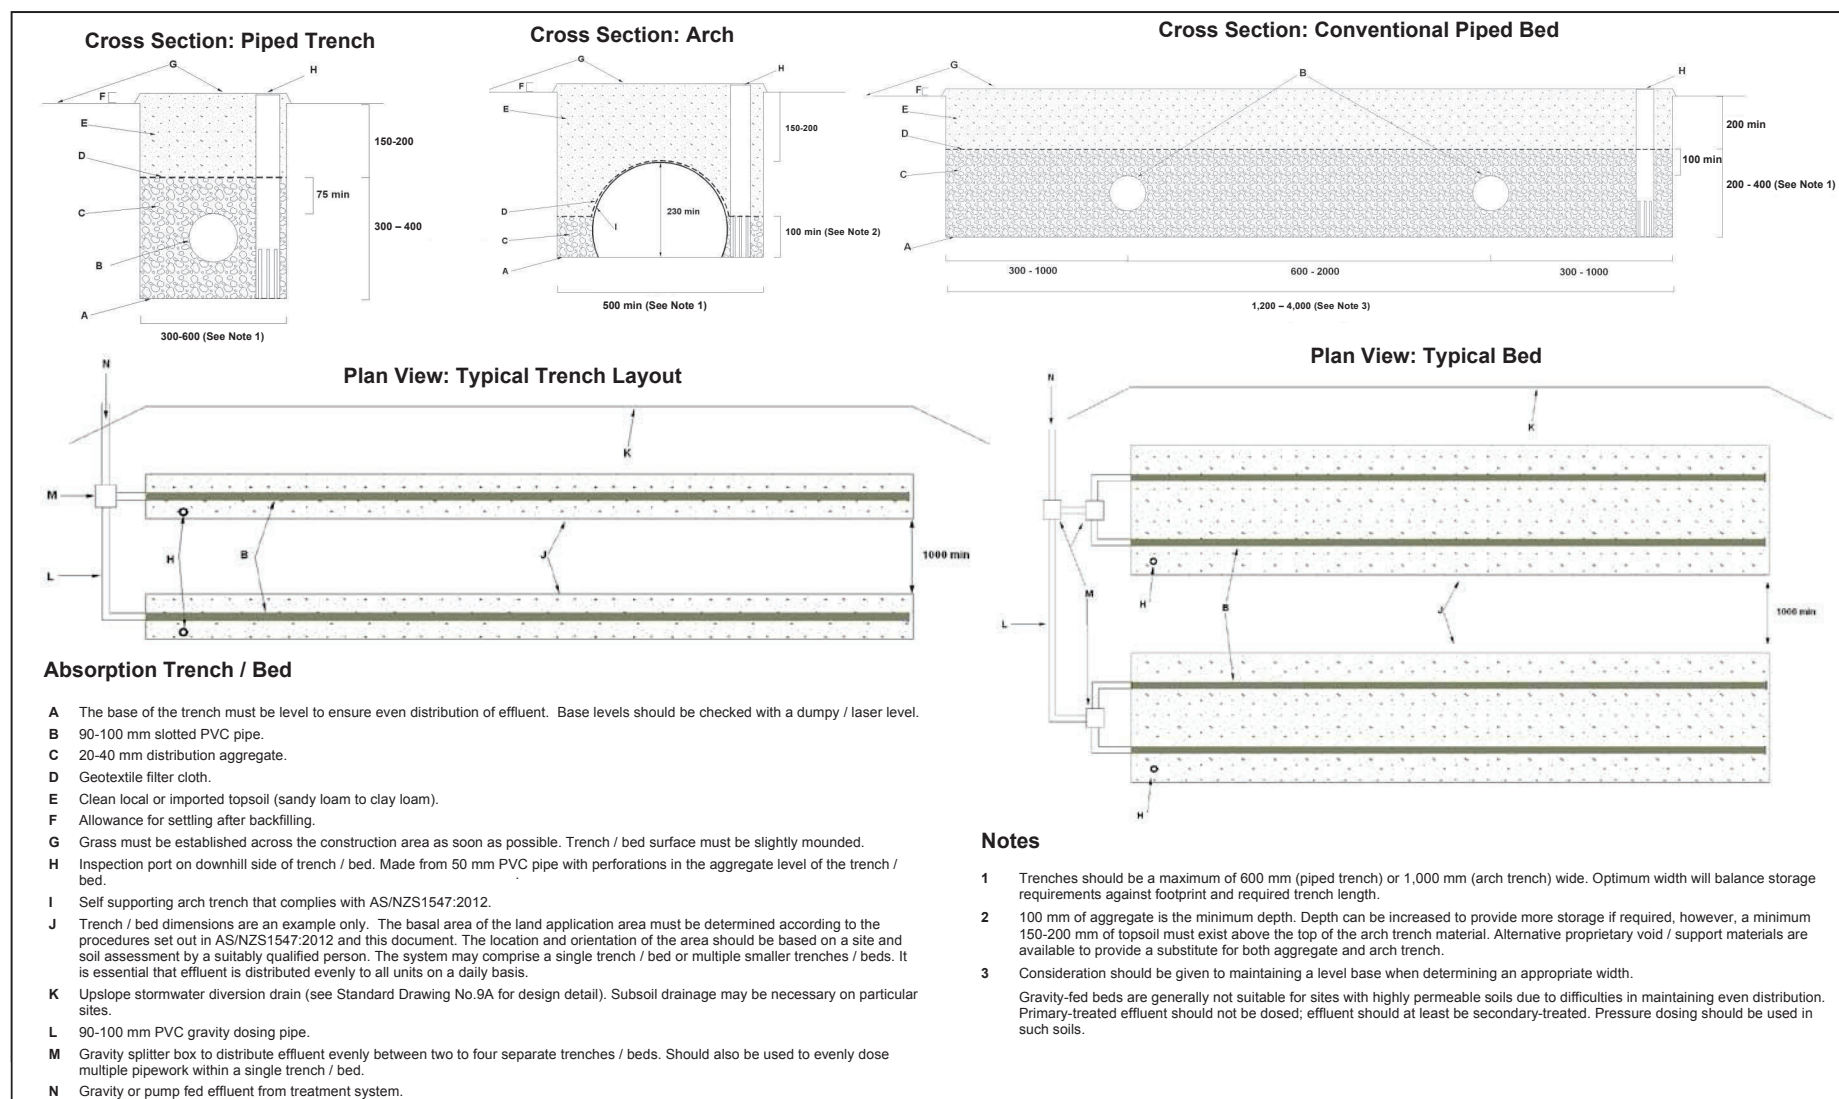 Cross Section: Piped Trench
G
H
F
E
D
C
B
A
150-200
75 min
300 – 400
300-600 (See Note 1)
Cross Section: Arch
G
H
F
E
D
C
I
A
150-200
230 min
100 min (See Note 2)
500 min (See Note 1)
Cross Section: Conventional Piped Bed
G
B
H
F
E
D
C
A
200 min
100 min
200 - 400 (See Note 1)
300 - 1000
600 - 2000
300 - 1000
1,200 – 4,000 (See Note 3)
Plan View: Typical Trench Layout
N
K
M
H
B
J
1000 min
L
Plan View: Typical Bed
N
K
H
M
B
J
1000 min
L
H
Absorption Trench / Bed
A The base of the trench must be level to ensure even distribution of effluent. Base levels should be checked with a dumpy / laser level.
B 90-100 mm slotted PVC pipe.
C 20-40 mm distribution aggregate.
D Geotextile filter cloth.
E Clean local or imported topsoil (sandy loam to clay loam).
F Allowance for settling after backfilling.
G Grass must be established across the construction area as soon as possible. Trench / bed surface must be slightly mounded.
H Inspection port on downhill side of trench / bed. Made from 50 mm PVC pipe with perforations in the aggregate level of the trench /
bed.
I Self supporting arch trench that complies with AS/NZS1547:2012.
J Trench / bed dimensions are an example only. The basal area of the land application area must be determined according to the
procedures set out in AS/NZS1547:2012 and this document. The location and orientation of the area should be based on a site and
soil assessment by a suitably qualified person. The system may comprise a single trench / bed or multiple smaller trenches / beds. It
is essential that effluent is distributed evenly to all units on a daily basis.
K Upslope stormwater diversion drain (see Standard Drawing No.9A for design detail). Subsoil drainage may be necessary on particular
sites.
L 90-100 mm PVC gravity dosing pipe.
M Gravity splitter box to distribute effluent evenly between two to four separate trenches / beds. Should also be used to evenly dose
multiple pipework within a single trench / bed.
N Gravity or pump fed effluent from treatment system.
Notes
1 Trenches should be a maximum of 600 mm (piped trench) or 1,000 mm (arch trench) wide. Optimum width will balance storage
requirements against footprint and required trench length.
2 100 mm of aggregate is the minimum depth. Depth can be increased to provide more storage if required, however, a minimum
150-200 mm of topsoil must exist above the top of the arch trench material. Alternative proprietary void / support materials are
available to provide a substitute for both aggregate and arch trench.
3 Consideration should be given to maintaining a level base when determining an appropriate width.
Gravity-fed beds are generally not suitable for sites with highly permeable soils due to difficulties in maintaining even distribution.
Primary-treated effluent should not be dosed; effluent should at least be secondary-treated. Pressure dosing should be used in
such soils.